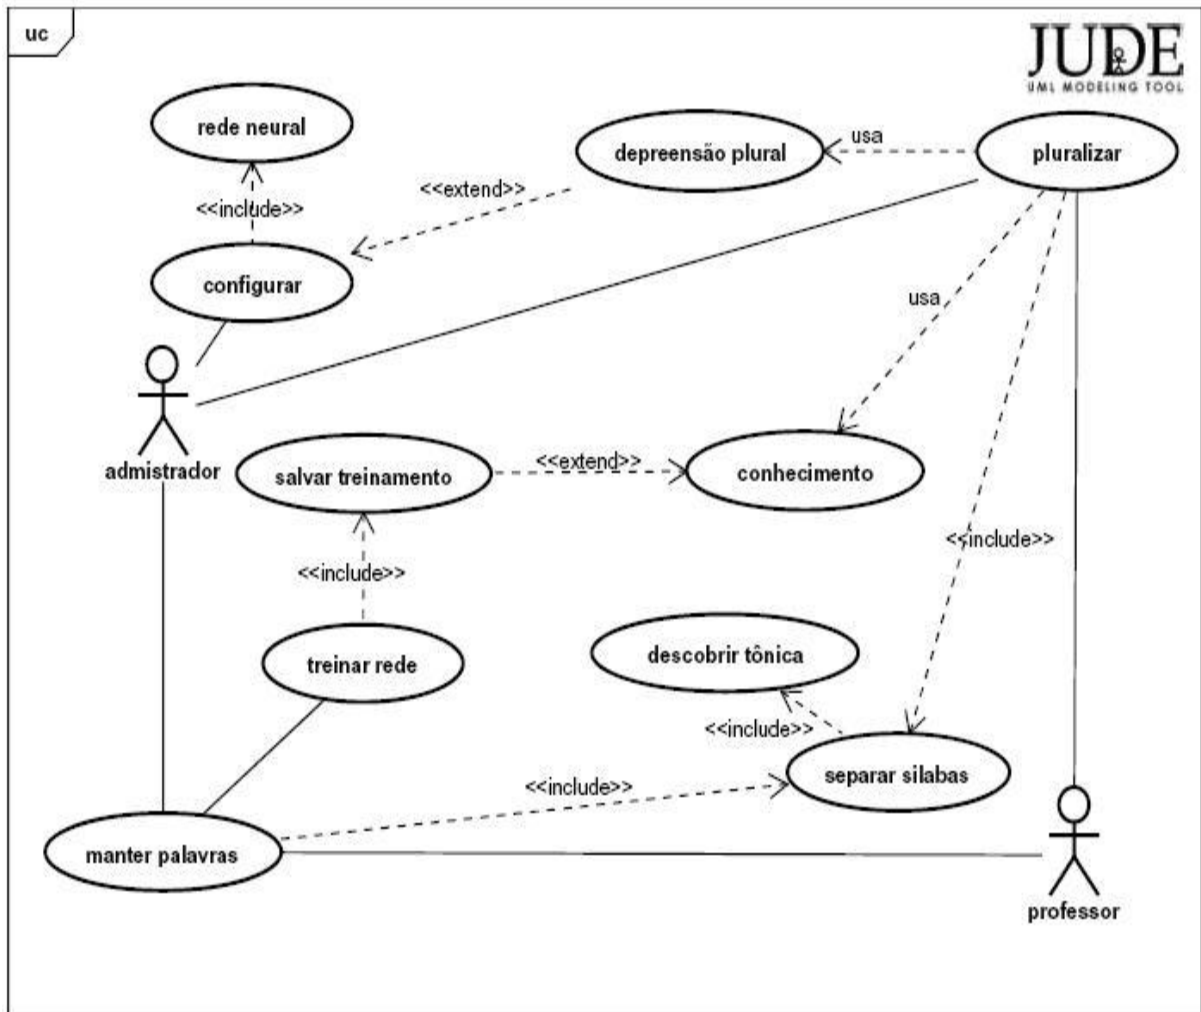 uc
JUDE
UML MODELING TOOL
rede neural
depreensão plural
usa
pluralizar
<<extend>>
<<include>>
configurar
usa
admistrador
salvar treinamento
<<extend>>
conhecimento
<<include>>
<<include>>
treinar rede
descobrir tônica
<<include>>
separar silabas
<<include>>
manter palavras
professor